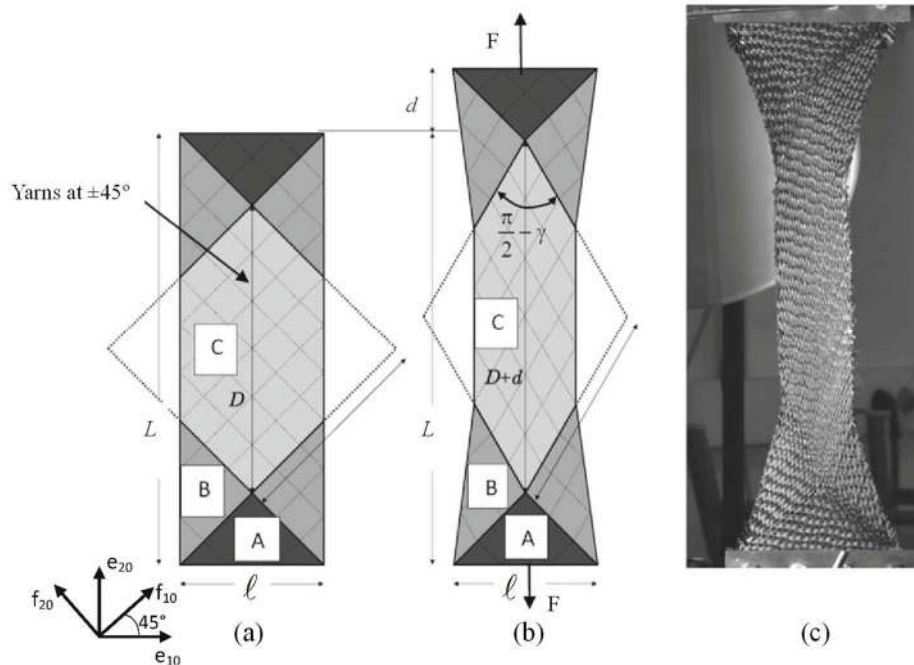 F
d
Yarns at ±45°
π/2 − γ
C
C
D
D+d
L
L
B
B
A
A
e₂₀
f₂₀
f₁₀
45°
e₁₀
ℓ
ℓ
F
(a)
(b)
(c)